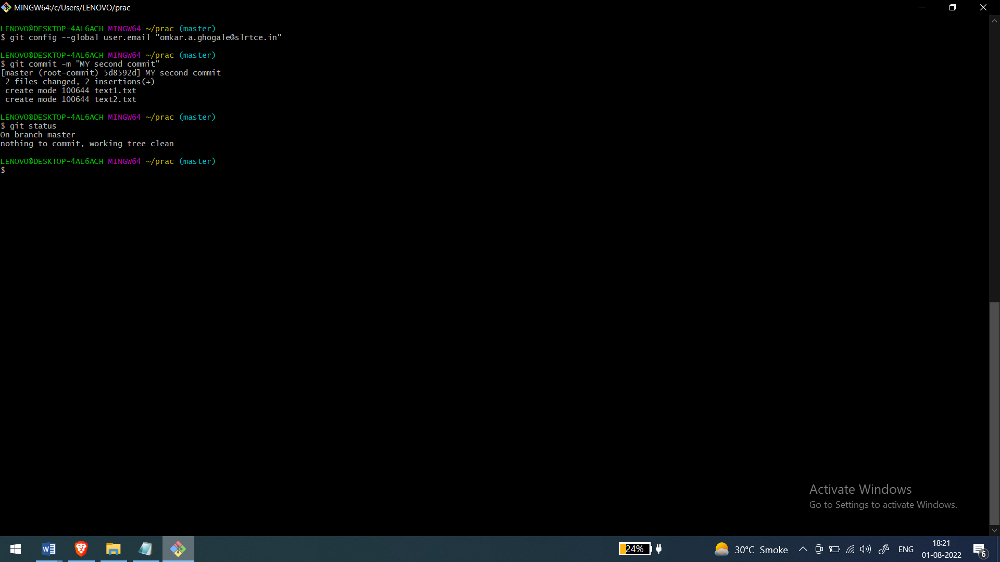 MINGW64:/c/Users/LENOVO/prac
LENOVO@DESKTOP-4AL6ACH MINGW64 ~/prac (master)
$ git config --global user.email "omkar.a.ghogale@slrtce.in"
LENOVO@DESKTOP-4AL6ACH MINGW64 ~/prac (master)
$ git commit -m "MY second commit"
[master (root-commit) 5d8592d] MY second commit
 2 files changed, 2 insertions(+)
 create mode 100644 text1.txt
 create mode 100644 text2.txt
LENOVO@DESKTOP-4AL6ACH MINGW64 ~/prac (master)
$ git status
On branch master
nothing to commit, working tree clean
LENOVO@DESKTOP-4AL6ACH MINGW64 ~/prac (master)
$
Activate Windows
Go to Settings to activate Windows.
24%
30°C Smoke
ENG
18:21
01-08-2022
6